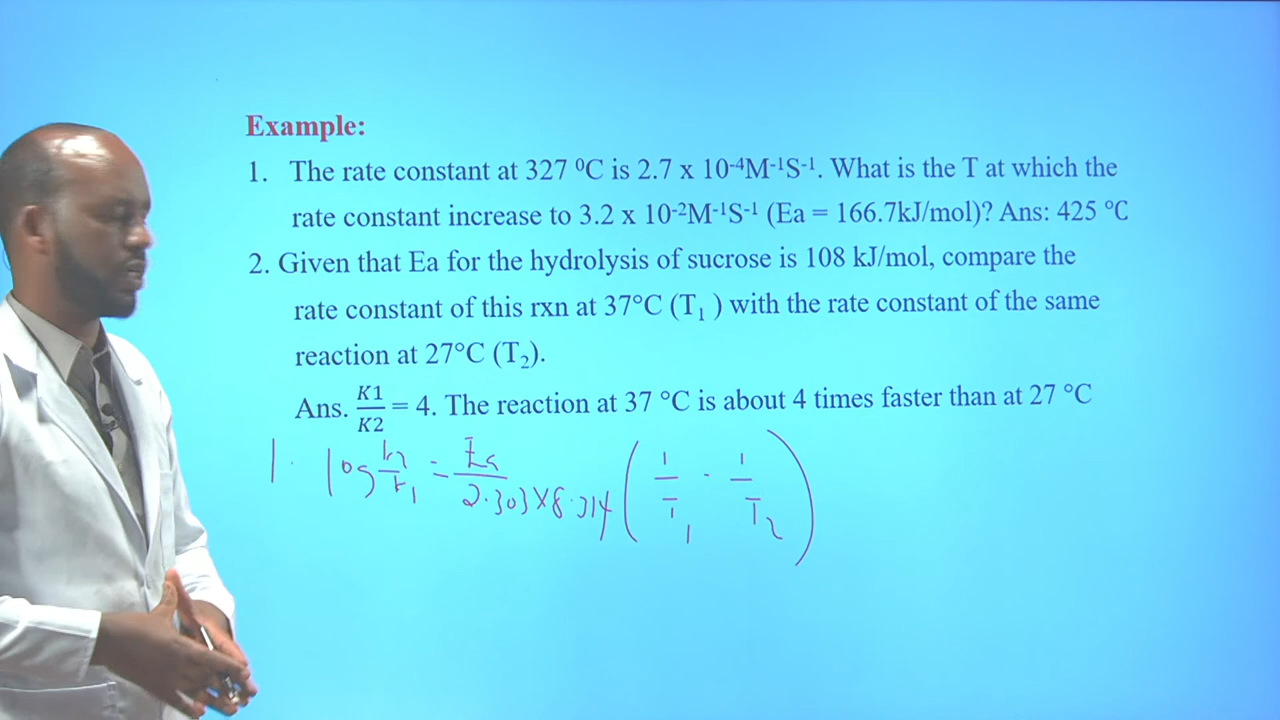 Example:
1. The rate constant at 327 ⁰C is 2.7 x 10⁻⁴M⁻¹S⁻¹. What is the T at which the
rate constant increase to 3.2 x 10⁻²M⁻¹S⁻¹ (Ea = 166.7kJ/mol)? Ans: 425 °C
2. Given that Ea for the hydrolysis of sucrose is 108 kJ/mol, compare the
rate constant of this rxn at 37°C (T₁ ) with the rate constant of the same
reaction at 27°C (T₂).
Ans. K1/K2 = 4. The reaction at 37 °C is about 4 times faster than at 27 °C
1. log k2/k1 = Ea/2.303×8.314 (1/T1 - 1/T2)